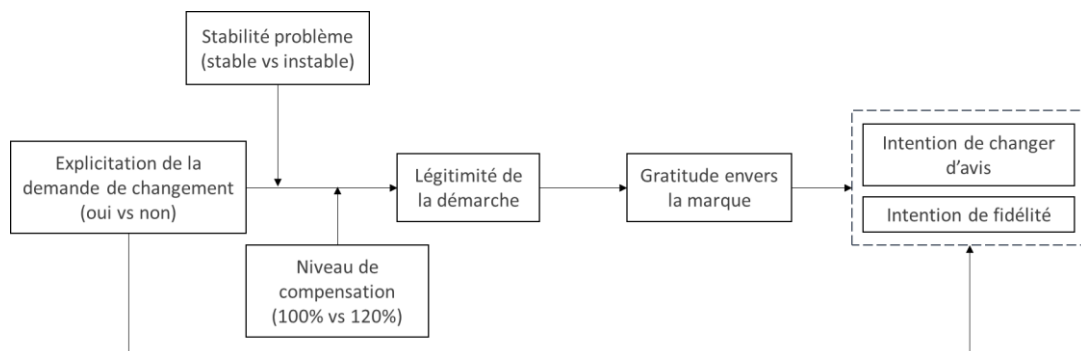 Stabilité problème
(stable vs instable)
Explicitation de la
demande de changement
(oui vs non)
Légitimité de
la démarche
Gratitude envers
la marque
Intention de changer
d’avis
Intention de fidélité
Niveau de
compensation
(100% vs 120%)